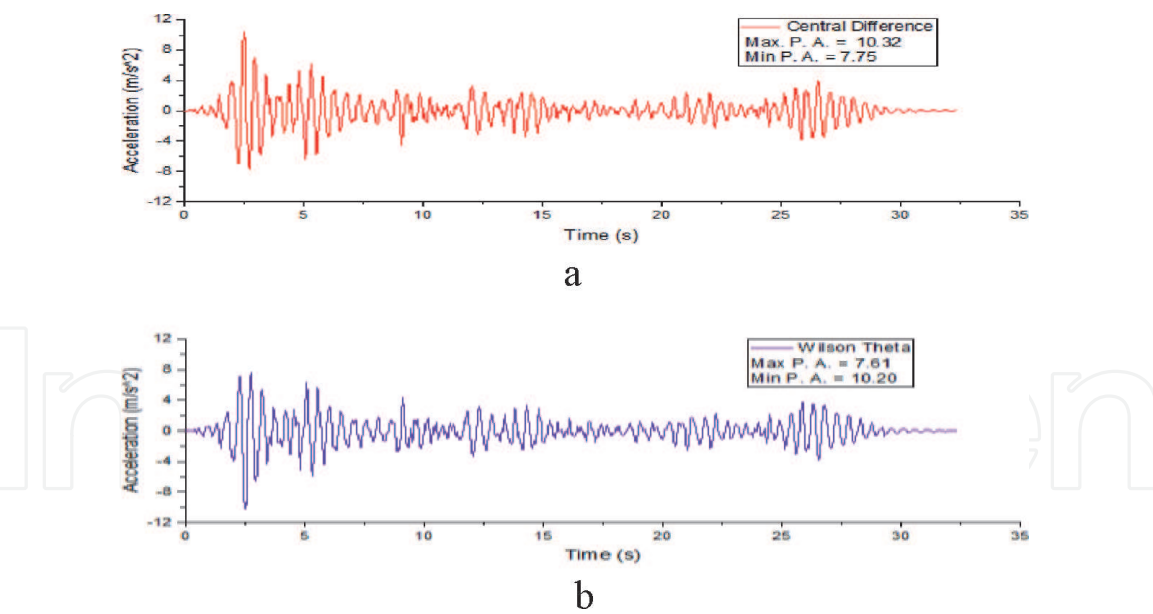 12
8
4
0
-4
-8
-12
Acceleration (m/s^2)
Central Difference
Max. P. A. = 10.32
Min P. A. = 7.75
0 5 10 15 20 25 30 35
Time (s)
a
12
8
4
0
-4
-8
-12
Acceleration (m/s^2)
Wilson Theta
Max P. A. = 7.61
Min P. A. = 10.20
0 5 10 15 20 25 30 35
Time (s)
b